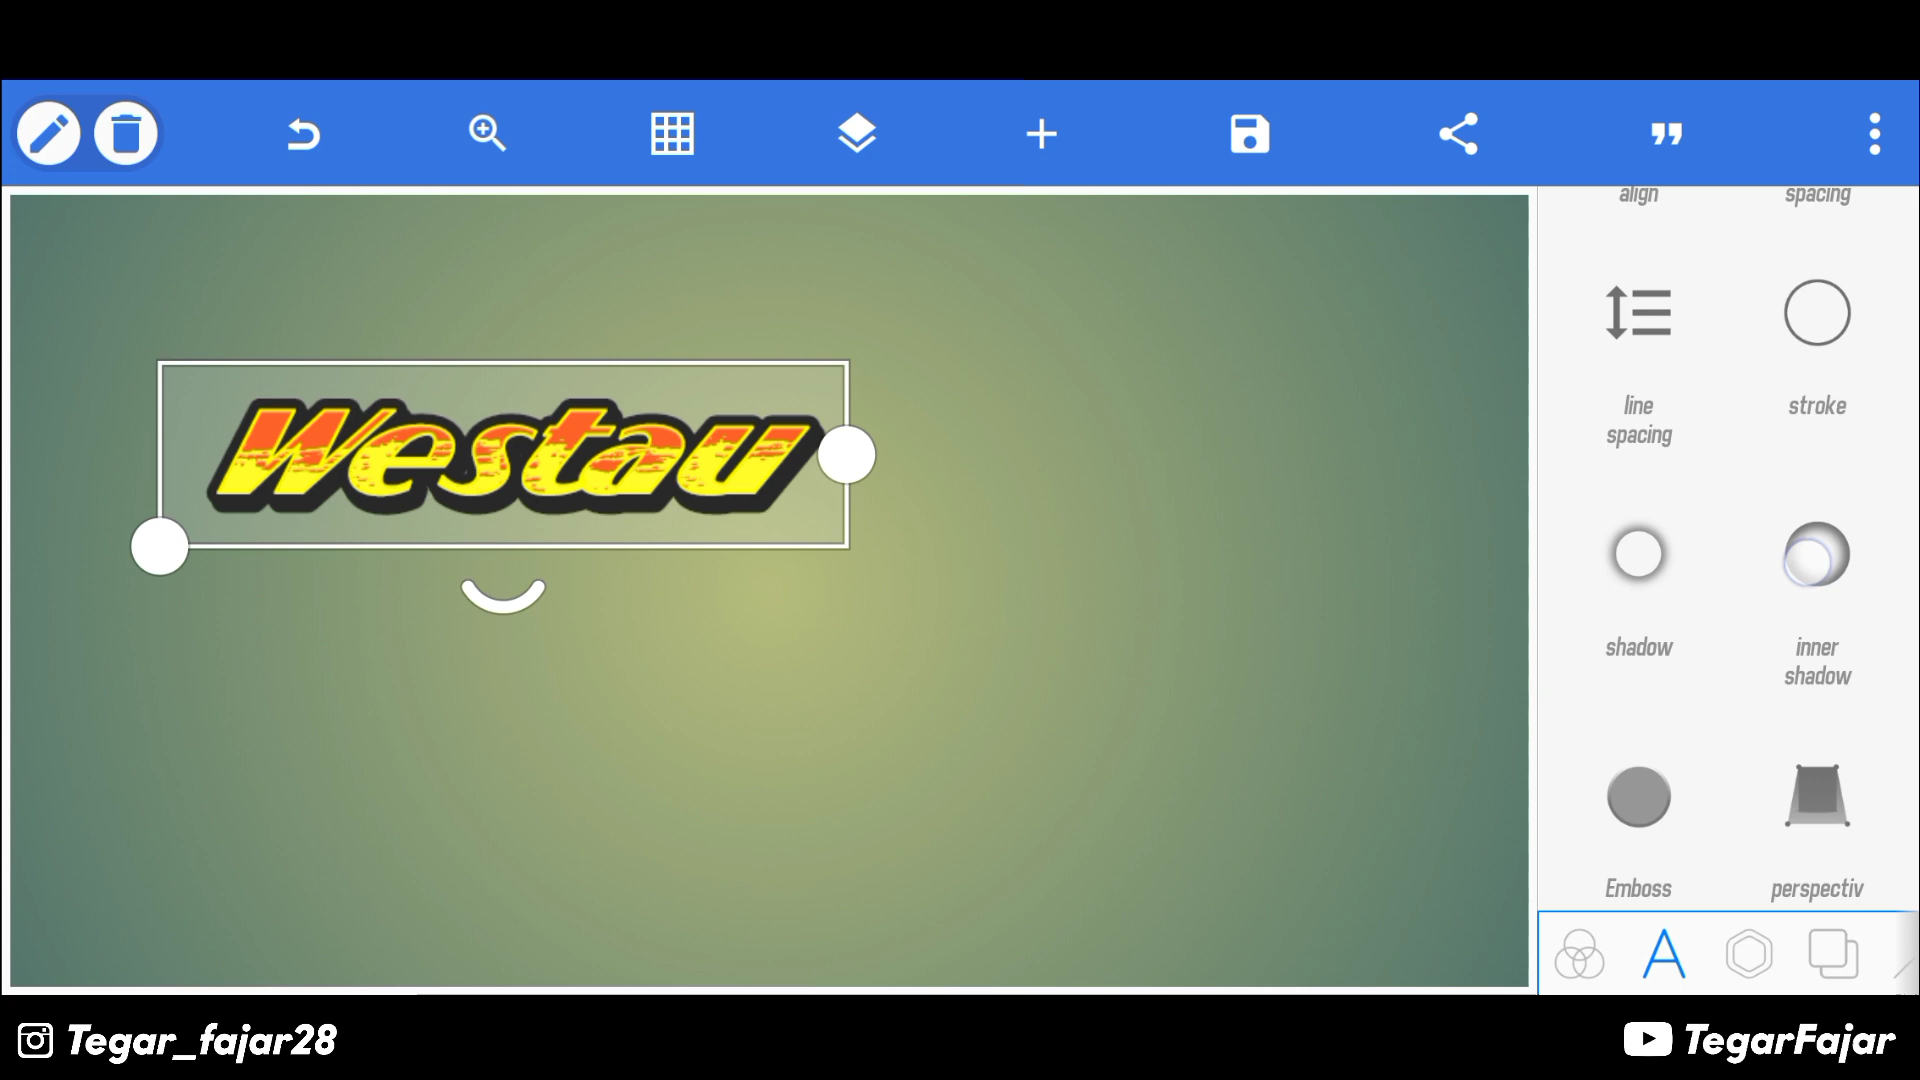 align
spacing
Westau
line
spacing
stroke
shadow
inner
shadow
Emboss
perspectiv
Tegar_fajar28
TegarFajar